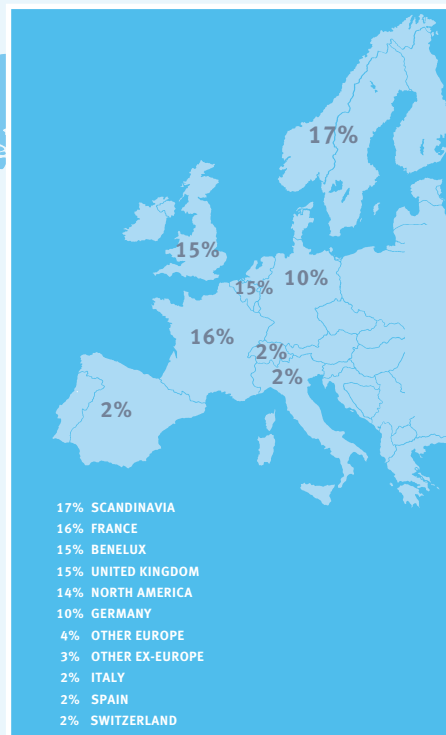 17%
15%
15%
10%
16%
2%
2%
2%
17% SCANDINAVIA
16% FRANCE
15% BENELUX
15% UNITED KINGDOM
14% NORTH AMERICA
10% GERMANY
4% OTHER EUROPE
3% OTHER EX-EUROPE
2% ITALY
2% SPAIN
2% SWITZERLAND